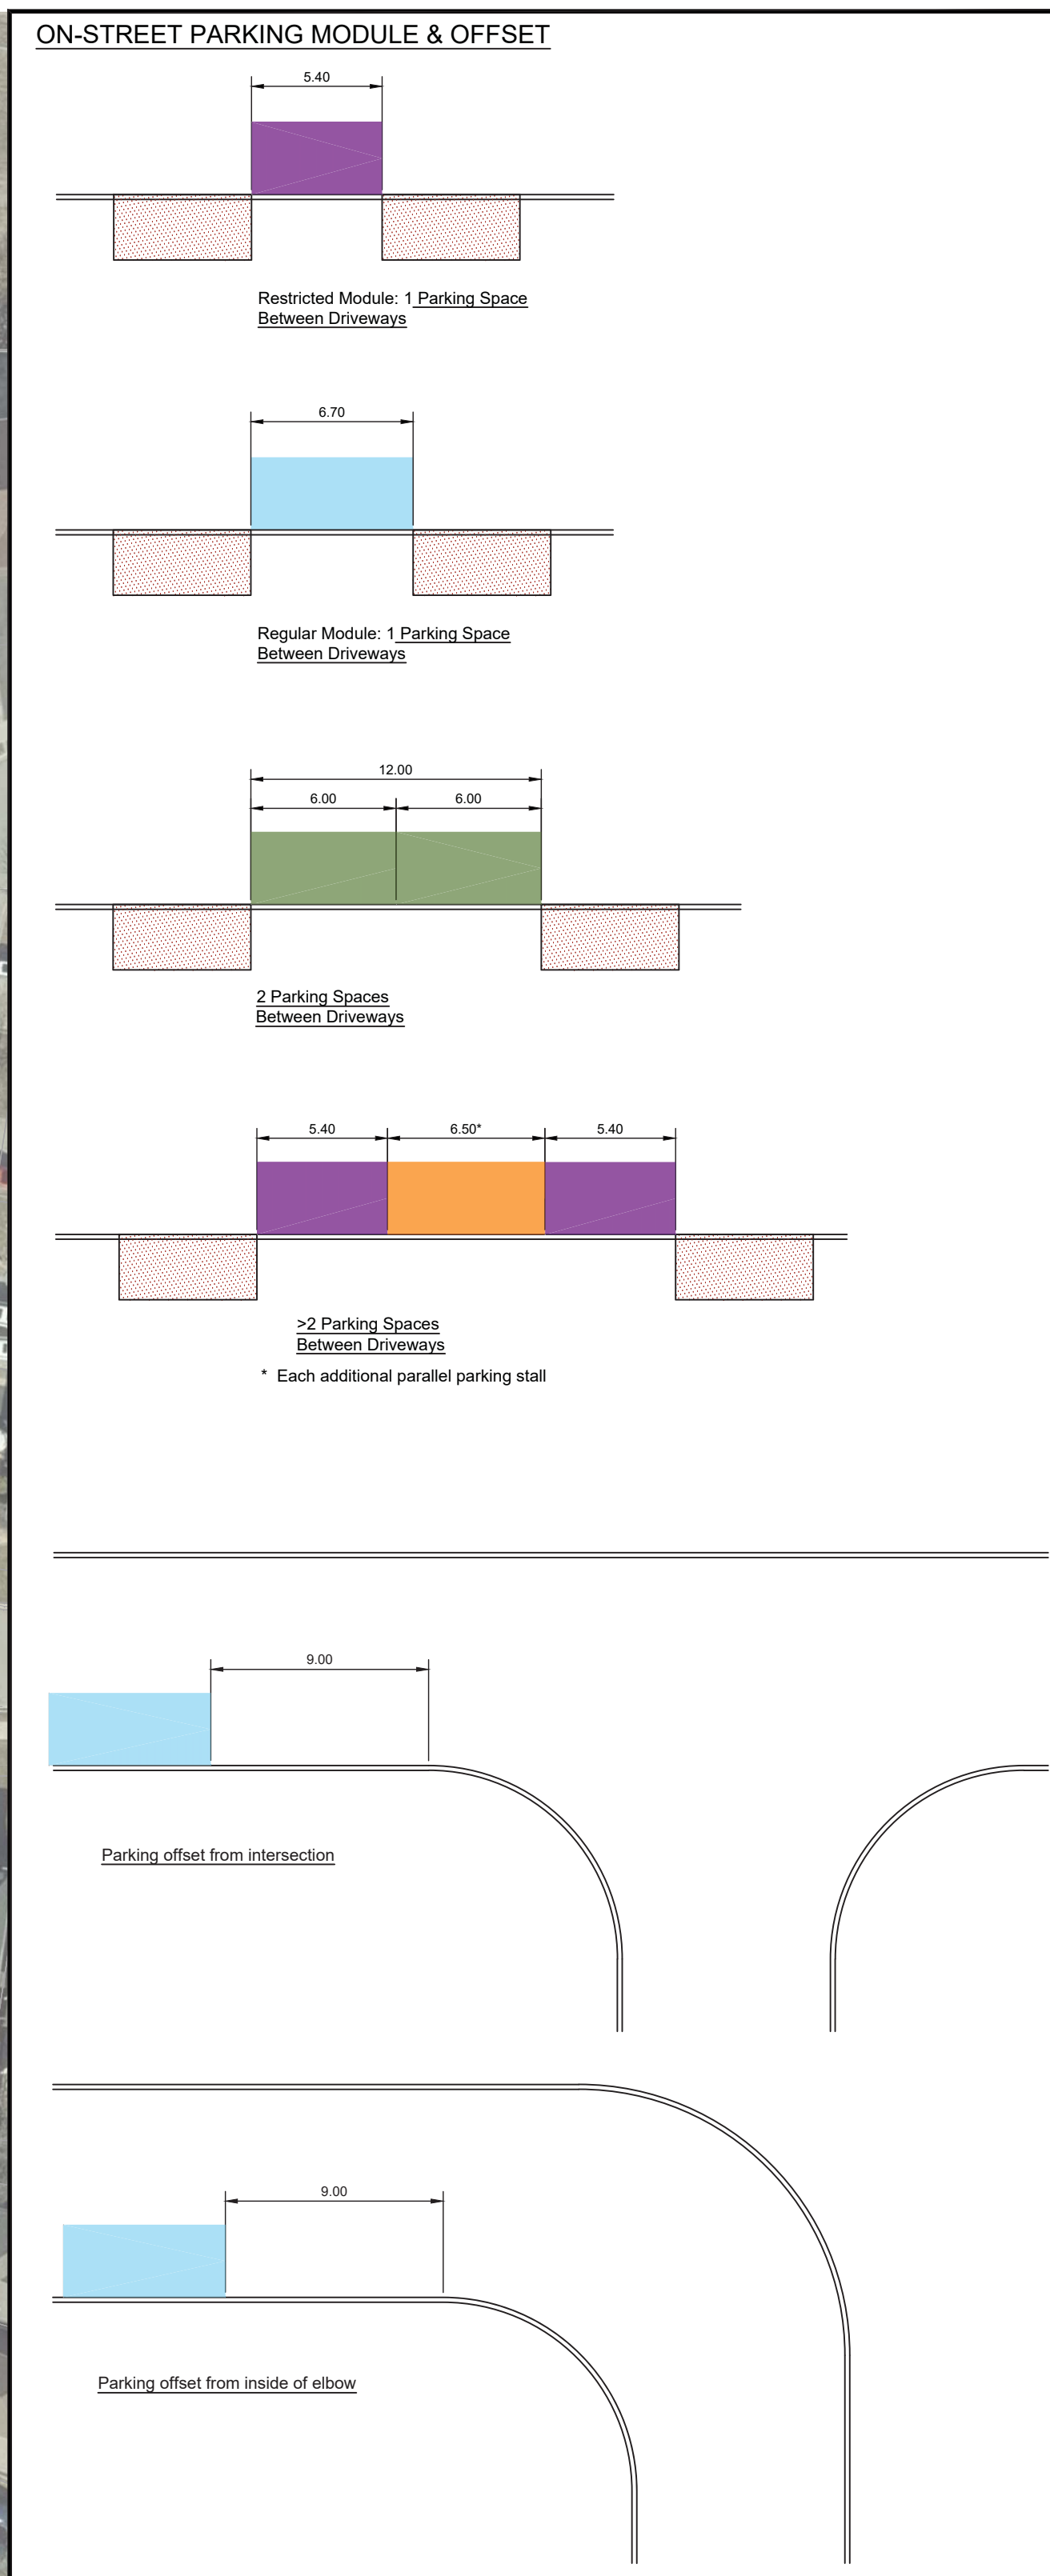 ON-STREET PARKING MODULE & OFFSET
5.40
Restricted Module: 1 Parking Space
Between Driveways
6.70
Regular Module: 1 Parking Space
Between Driveways
12.00
6.00 6.00
2 Parking Spaces
Between Driveways
5.40 6.50* 5.40
>2 Parking Spaces
Between Driveways
* Each additional parallel parking stall
9.00
Parking offset from intersection
9.00
Parking offset from inside of elbow